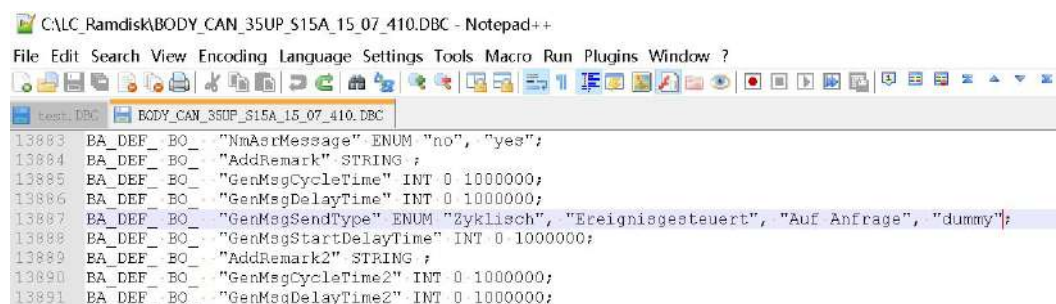 C:\LC_Ramdisk\BODY_CAN_35UP_S15A_15_07_410.DBC - Notepad++
File Edit Search View Encoding Language Settings Tools Macro Run Plugins Window ?
test.DBC BODY_CAN_35UP_S15A_15_07_410.DBC
13883 BA_DEF_ BO_ "NmAsrMessage" ENUM "no", "yes";
13884 BA_DEF_ BO_ "AddRemark" STRING ;
13885 BA_DEF_ BO_ "GenMsgCycleTime" INT 0 1000000;
13886 BA_DEF_ BO_ "GenMsgDelayTime" INT 0 1000000;
13887 BA_DEF_ BO_ "GenMsgSendType" ENUM "Zyklisch", "Ereignisgesteuert", "Auf Anfrage", "dummy";
13888 BA_DEF_ BO_ "GenMsgStartDelayTime" INT 0 1000000;
13889 BA_DEF_ BO_ "AddRemark2" STRING ;
13890 BA_DEF_ BO_ "GenMsgCycleTime2" INT 0 1000000;
13891 BA_DEF_ BO_ "GenMsgDelayTime2" INT 0 1000000;